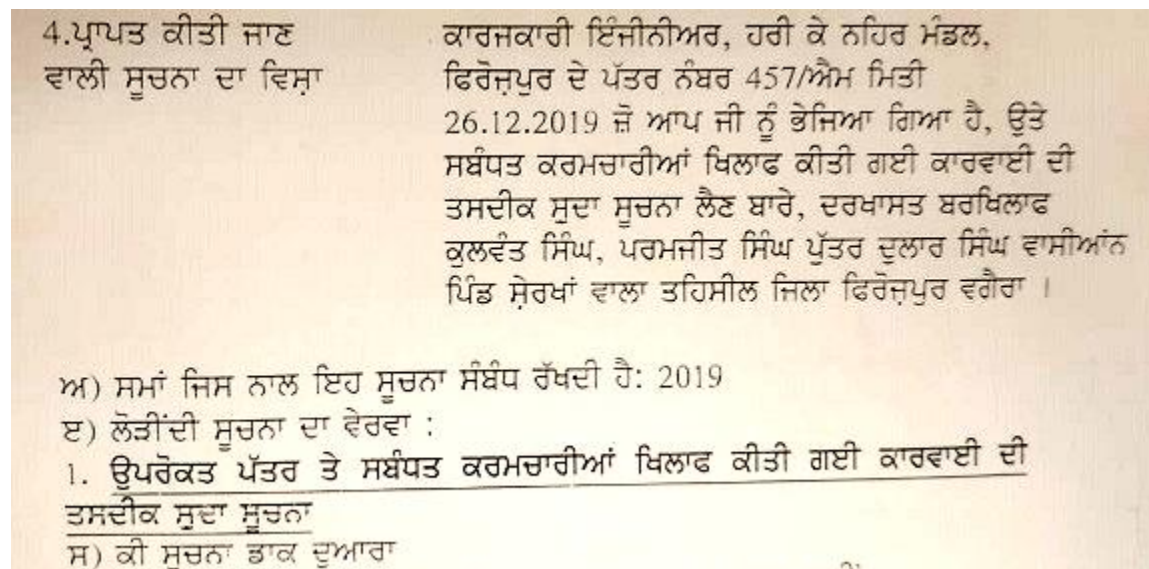 4.ਪ੍ਰਾਪਤ ਕੀਤੀ ਜਾਣ
ਵਾਲੀ ਸੂਚਨਾ ਦਾ ਵਿਸ਼ਾ
ਕਾਰਜਕਾਰੀ ਇੰਜੀਨੀਅਰ, ਹਰੀ ਕੇ ਨਹਿਰ ਮੰਡਲ,
ਫਿਰੋਜ਼ਪੁਰ ਦੇ ਪੱਤਰ ਨੰਬਰ 457/ਐਮ ਮਿਤੀ
26.12.2019 ਜ਼ੋ ਆਪ ਜੀ ਨੂੰ ਭੇਜਿਆ ਗਿਆ ਹੈ, ਉਤੇ
ਸਬੰਧਤ ਕਰਮਚਾਰੀਆਂ ਖਿਲਾਫ ਕੀਤੀ ਗਈ ਕਾਰਵਾਈ ਦੀ
ਤਸਦੀਕ ਸੁਦਾ ਸੂਚਨਾ ਲੈਣ ਬਾਰੇ, ਦਰਖਾਸਤ ਬਰਖਿਲਾਫ
ਕੁਲਵੰਤ ਸਿੰਘ, ਪਰਮਜੀਤ ਸਿੰਘ ਪੁੱਤਰ ਦੁਲਾਰ ਸਿੰਘ ਵਾਸੀਆਂਨ
ਪਿੰਡ ਸ਼ੇਰਖਾਂ ਵਾਲਾ ਤਹਿਸੀਲ ਜਿਲਾ ਫਿਰੋਜ਼ਪੁਰ ਵਗੈਰਾ ।
ਅ) ਸਮਾਂ ਜਿਸ ਨਾਲ ਇਹ ਸੂਚਨਾ ਸੰਬੰਧ ਰੱਖਦੀ ਹੈ: 2019
ੲ) ਲੋੜੀਂਦੀ ਸੂਚਨਾ ਦਾ ਵੇਰਵਾ :
1. ਉਪਰੋਕਤ ਪੱਤਰ ਤੇ ਸਬੰਧਤ ਕਰਮਚਾਰੀਆਂ ਖਿਲਾਫ ਕੀਤੀ ਗਈ ਕਾਰਵਾਈ ਦੀ
ਤਸਦੀਕ ਸੁਦਾ ਸੂਚਨਾ
ਸ) ਕੀ ਸੂਚਨਾ ਡਾਕ ਦੁਆਰਾ